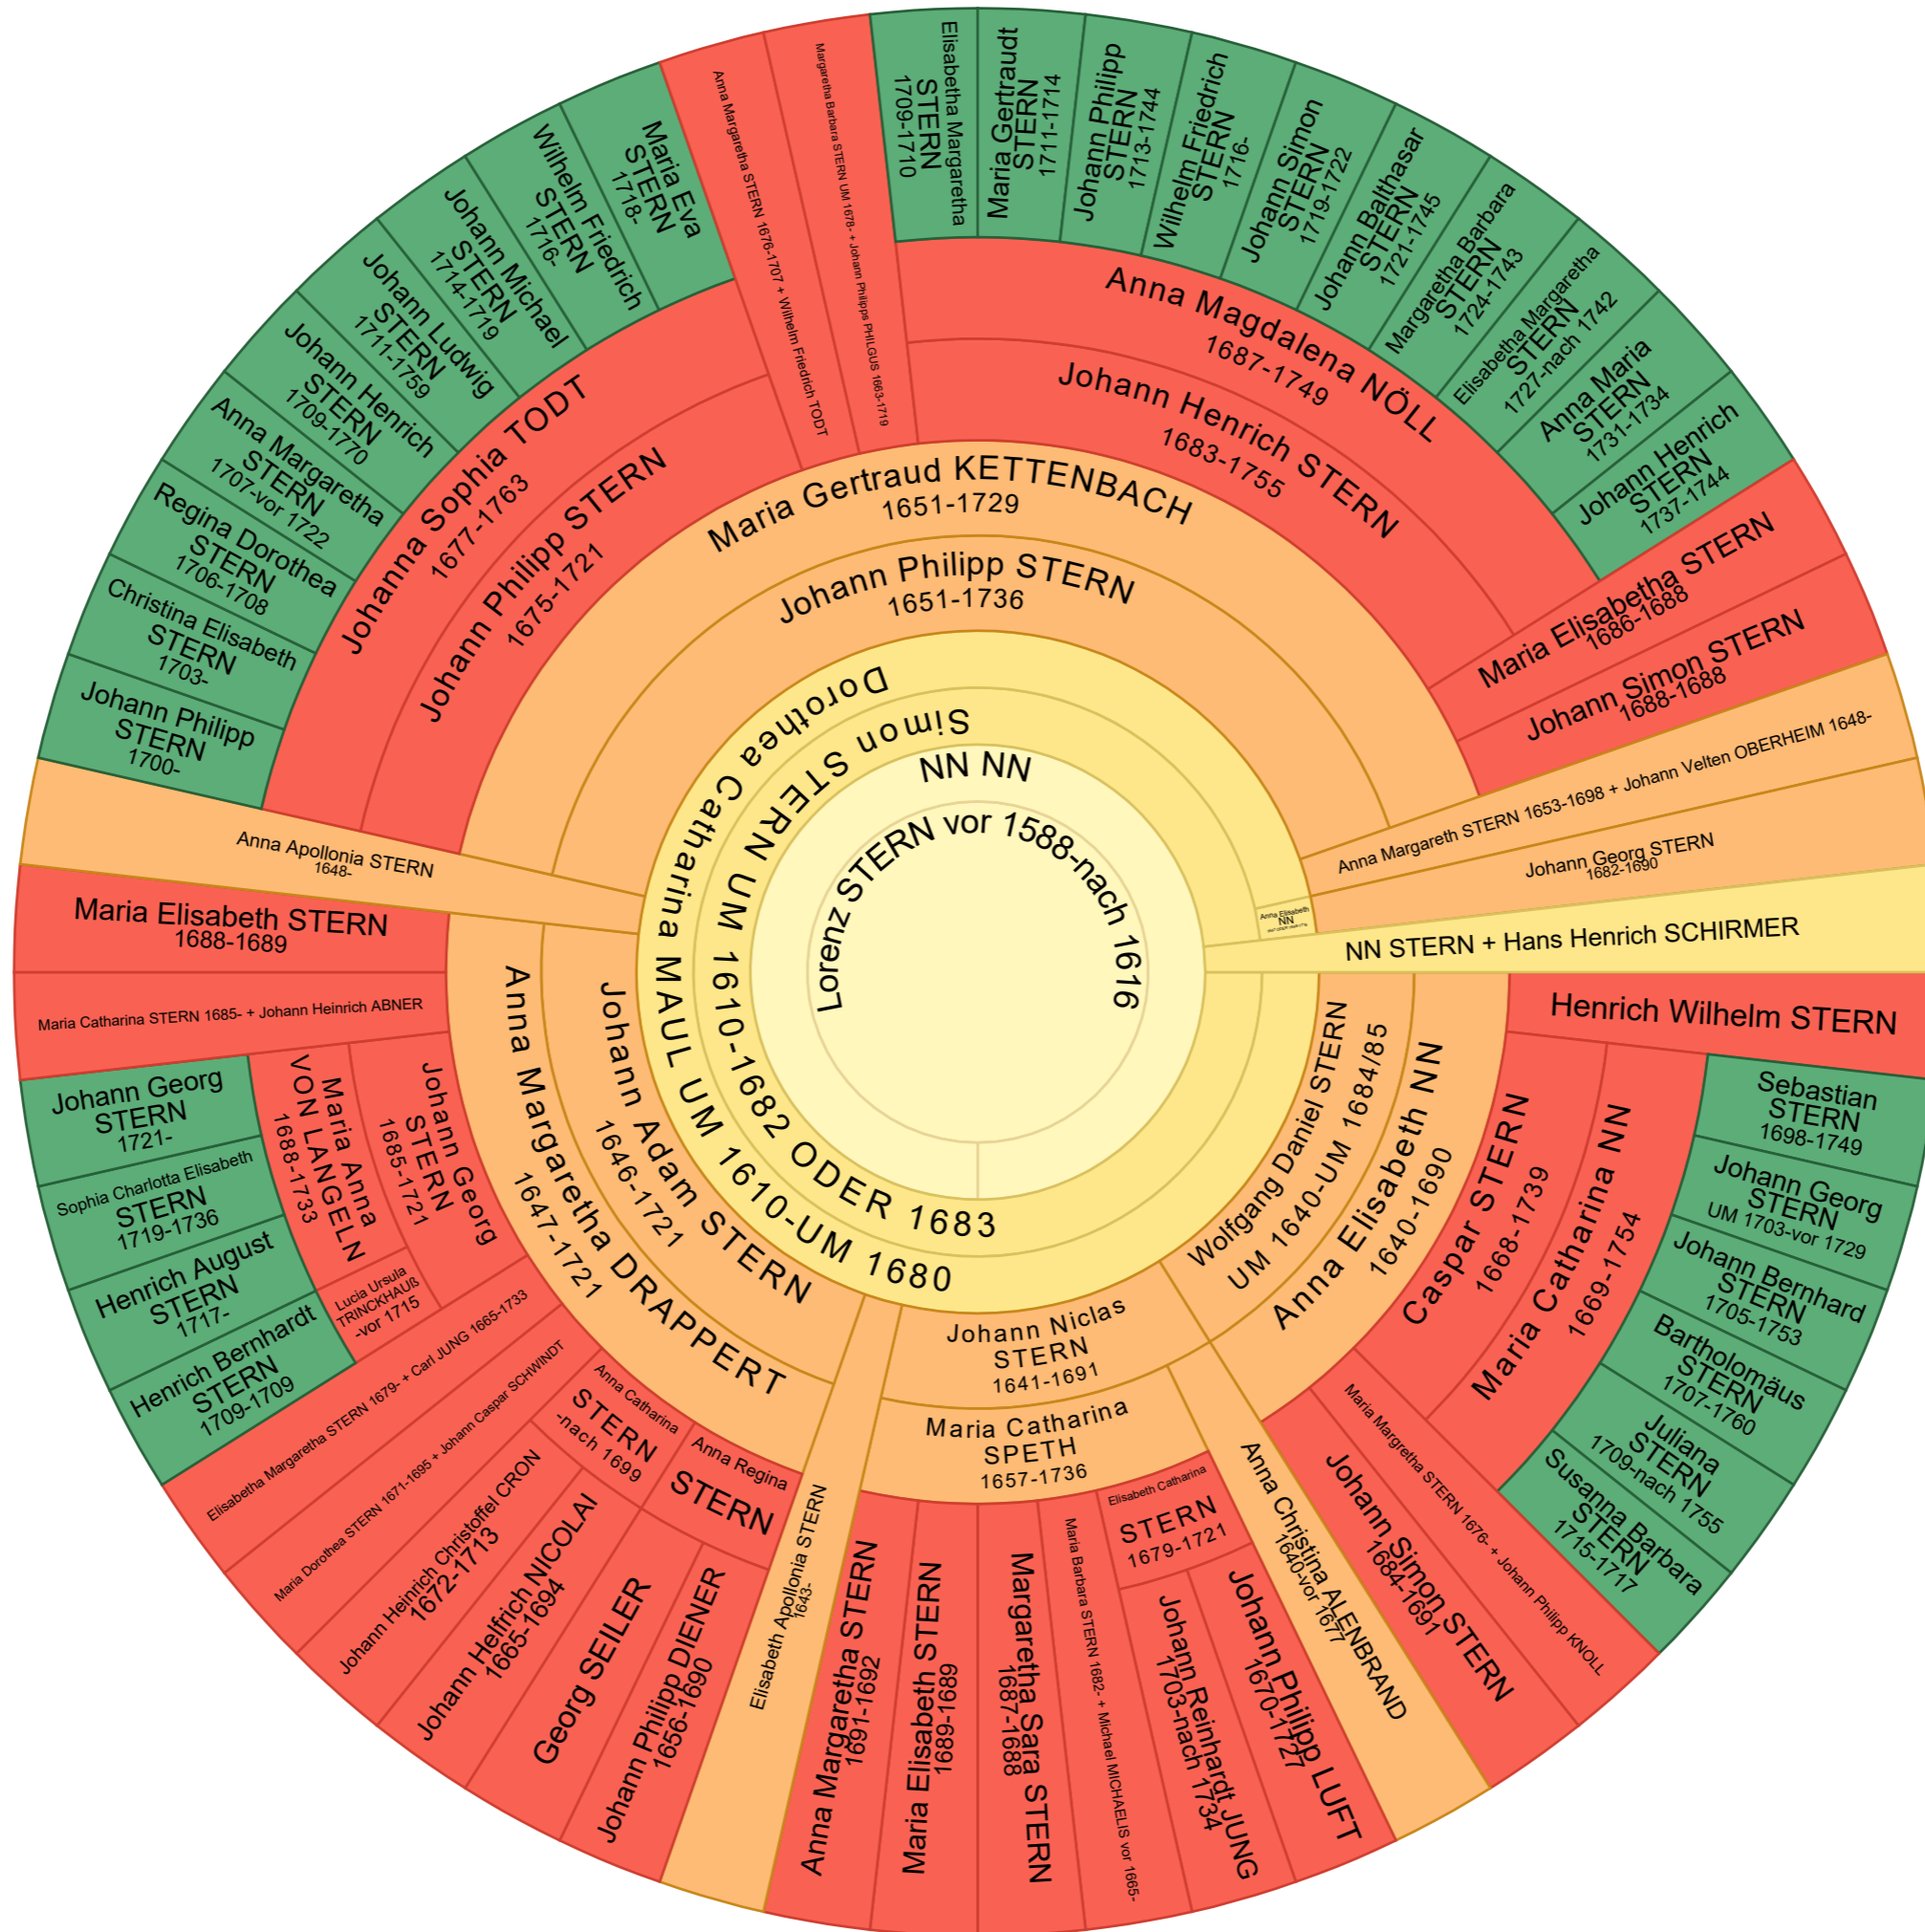 Lorenz STERN vor 1588-nach 1616
NN NN
Simon STERN UM 1610-1682 ODER 1683
Dorothea Catharina MAUL UM 1610-UM 1680
Anna Elisabeth
NN
NN STERN + Hans Henrich SCHIRMER
Wolfgang Daniel STERN
UM 1640-UM 1684/85
Anna Elisabeth NN
1640-1690
Henrich Wilhelm STERN
Caspar STERN
1668-1739
Maria Catharina NN
1669-1754
Sebastian
STERN
1698-1749
Johann Georg
STERN
UM 1703-vor 1729
Johann Bernhard
STERN
1705-1753
Bartholomäus
STERN
1707-1760
Juliana
STERN
1709-nach 1755
Susanna Barbara
STERN
1715-1717
Maria Margretha STERN 1676- + Johann Philipp KNOLL
Johann Simon STERN
1684-1691
Anna Christina ALENBRAND
1640-vor 1677
Johann Niclas
STERN
1641-1691
Maria Catharina
SPETH
1657-1736
Elisabeth Catharina
STERN
1679-1721
Johann Philipp LUFT
1670-1727
Johann Reinhardt JUNG
1703-nach 1734
Maria Barbara STERN 1682- + Michael MICHAELIS vor 1665-
Margaretha Sara STERN
1687-1688
Maria Elisabeth STERN
1689-1689
Anna Margaretha STERN
1691-1692
Elisabeth Apollonia STERN
1643-
Johann Adam STERN
1646-1721
Anna Margaretha DRAPPERT
1647-1721
Anna Regina
STERN
Johann Philipp DIENER
1656-1690
Georg SEILER
Anna Catharina
STERN
-nach 1699
Johann Helfrich NICOLAI
1665-1694
Johann Heinrich Christoffel CRON
1672-1713
Maria Dorothea STERN 1671-1695 + Johann Caspar SCHWINDT
Elisabetha Margaretha STERN 1679- + Carl JUNG 1665-1733
Johann Georg
STERN
1685-1721
Lucia Ursula
TRINCKHAUß
-vor 1715
Maria Anna
VON LANGELN
1688-1733
Henrich Bernhardt
STERN
1709-1709
Henrich August
STERN
1717-
Sophia Charlotta Elisabeth
STERN
1719-1736
Johann Georg
STERN
1721-
Maria Catharina STERN 1685- + Johann Heinrich ABNER
Maria Elisabeth STERN
1688-1689
Anna Apollonia STERN
1648-
Johann Philipp STERN
1651-1736
Maria Gertraud KETTENBACH
1651-1729
Johann Philipp STERN
1675-1721
Johanna Sophia TODT
1677-1763
Johann Philipp
STERN
1700-
Christina Elisabeth
STERN
1703-
Regina Dorothea
STERN
1706-1708
Anna Margaretha
STERN
1707-vor 1722
Johann Henrich
STERN
1709-1770
Johann Ludwig
STERN
1711-1759
Johann Michael
STERN
1714-1719
Wilhelm Friedrich
STERN
1716-
Maria Eva
STERN
1718-
Anna Margaretha STERN 1676-1707 + Wilhelm Friedrich TODT
Margaretha Barbara STERN UM 1678- + Johann Philipps PHILGUS 1663-1719
Johann Henrich STERN
1683-1755
Anna Magdalena NÖLL
1687-1749
Elisabetha Margaretha
STERN
1709-1710
Maria Gertraudt
STERN
1711-1714
Johann Philipp
STERN
1713-1744
Wilhelm Friedrich
STERN
1716-
Johann Simon
STERN
1719-1722
Johann Balthasar
STERN
1721-1745
Margaretha Barbara
STERN
1724-1743
Elisabetha Margaretha
STERN
1727-nach 1742
Anna Maria
STERN
1731-1734
Johann Henrich
STERN
1737-1744
Maria Elisabetha STERN
1686-1688
Johann Simon STERN
1688-1688
Anna Margareth STERN 1653-1698 + Johann Velten OBERHEIM 1648-
Johann Georg STERN
1682-1690